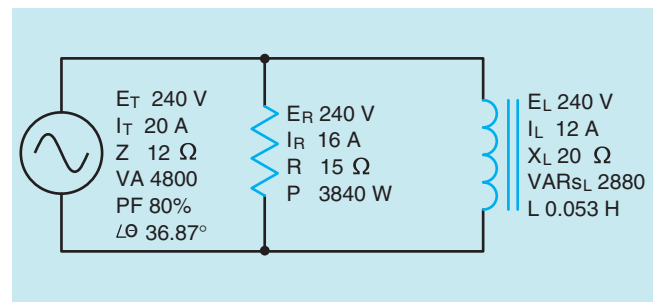 ET 240 V
IT 20 A
Z 12 Ω
VA 4800
PF 80%
∠Θ 36.87°
ER 240 V
IR 16 A
R 15 Ω
P 3840 W
EL 240 V
IL 12 A
XL 20 Ω
VARsL 2880
L 0.053 H